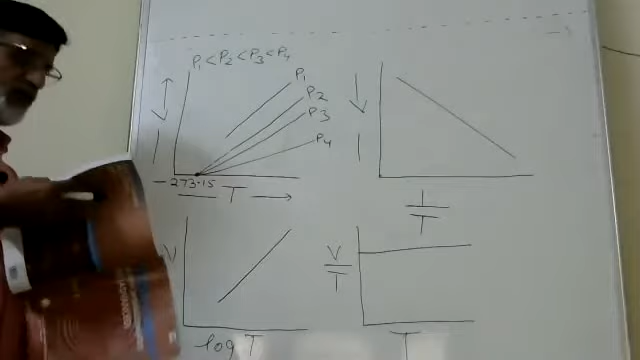 P1 < P2 < P3 < P4
P1
P2
P3
P4
-273.15
T
1
T
V
log T
V
T
T